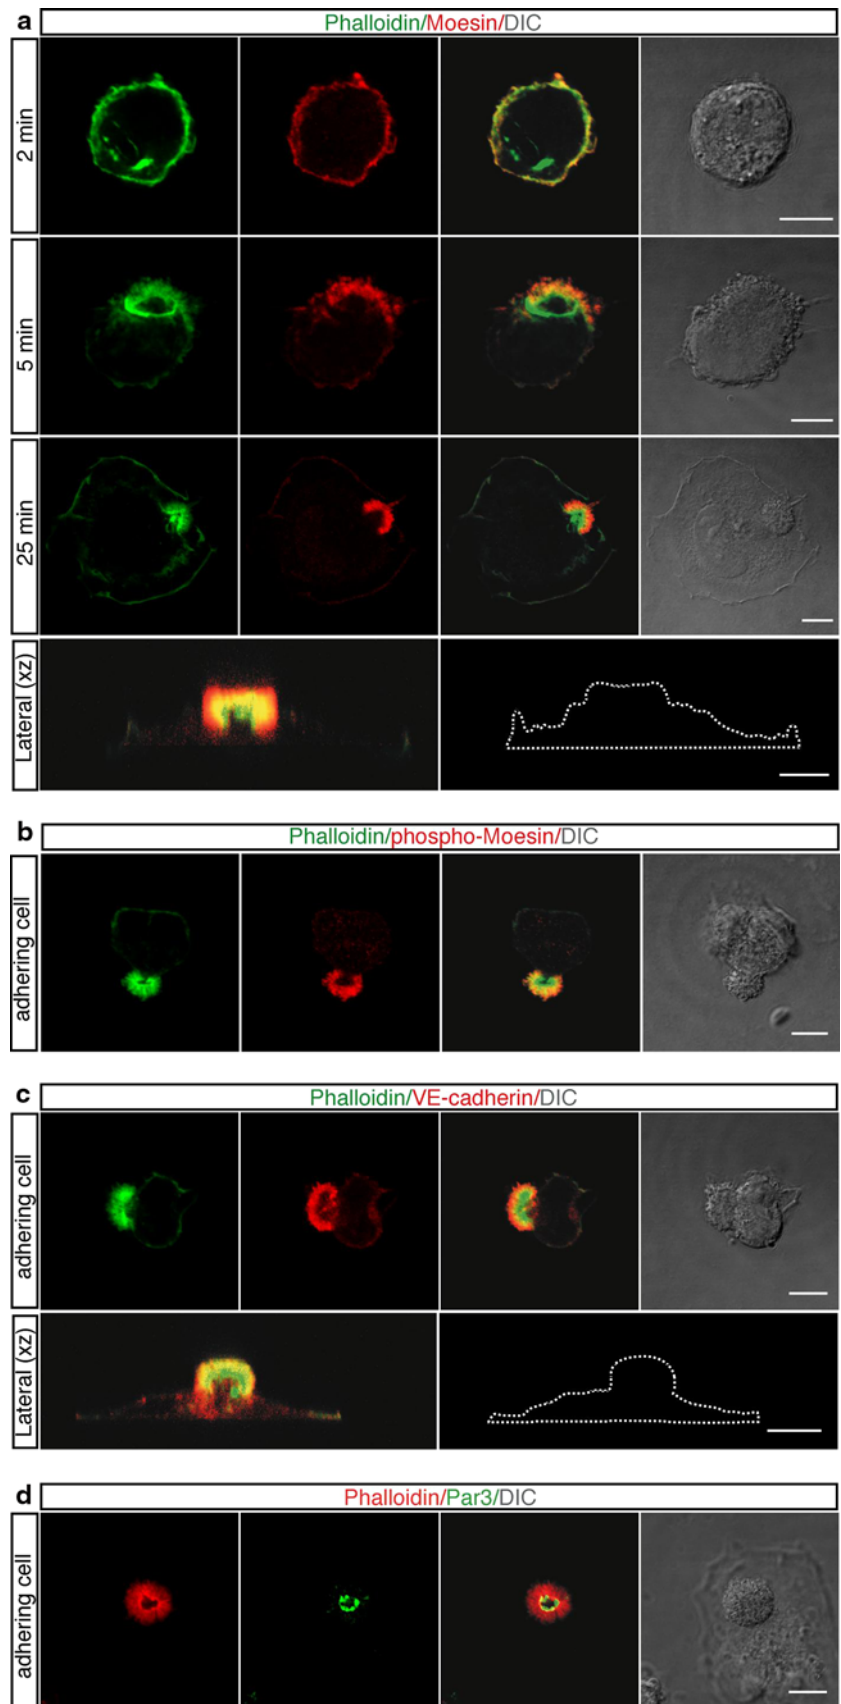 a
Phalloidin/Moesin/DIC
2 min
5 min
25 min
Lateral (xz)
b
Phalloidin/phospho-Moesin/DIC
adhering cell
c
Phalloidin/VE-cadherin/DIC
adhering cell
Lateral (xz)
d
Phalloidin/Par3/DIC
adhering cell